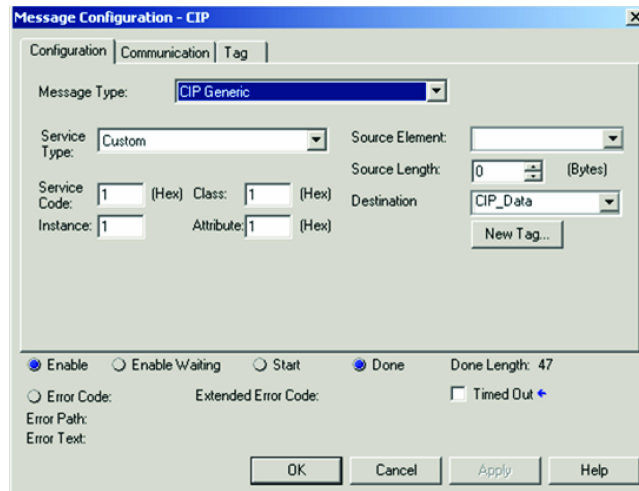 Message Configuration - CIP
Configuration Communication Tag
Message Type: CIP Generic
Service Type: Custom
Source Element:
Source Length: 0 (Bytes)
Service Code: 1 (Hex) Class: 1 (Hex)
Destination CIP_Data
Instance: 1 Attribute: 1 (Hex)
New Tag...
Enable Enable Waiting Start Done Done Length: 47
Error Code: Extended Error Code: Timed Out
Error Path:
Error Text:
OK Cancel Apply Help